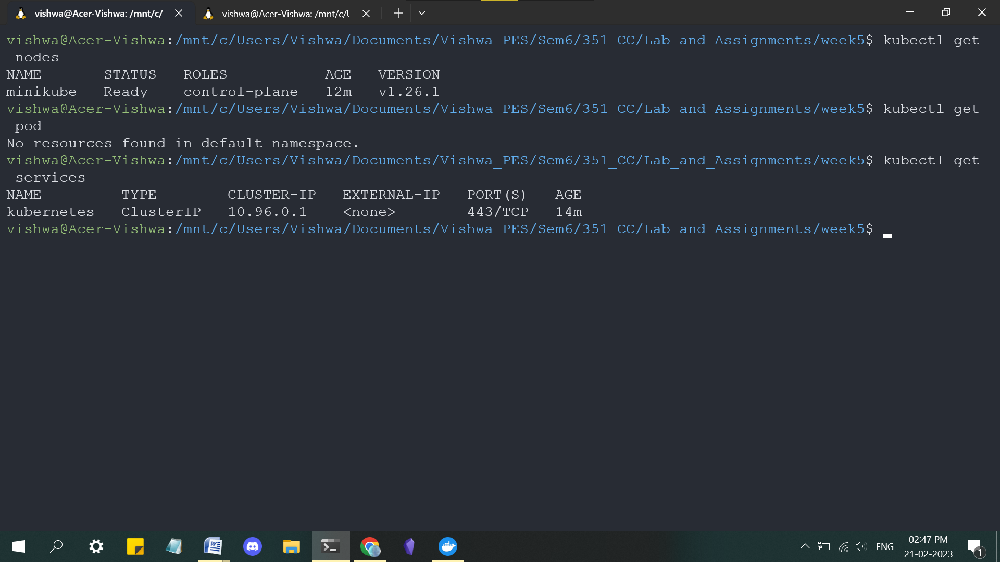 vishwa@Acer-Vishwa: /mnt/c/
vishwa@Acer-Vishwa: /mnt/c/U
vishwa@Acer-Vishwa:/mnt/c/Users/Vishwa/Documents/Vishwa_PES/Sem6/351_CC/Lab_and_Assignments/week5$ kubectl get
nodes
NAME STATUS ROLES AGE VERSION
minikube Ready control-plane 12m v1.26.1
vishwa@Acer-Vishwa:/mnt/c/Users/Vishwa/Documents/Vishwa_PES/Sem6/351_CC/Lab_and_Assignments/week5$ kubectl get
pod
No resources found in default namespace.
vishwa@Acer-Vishwa:/mnt/c/Users/Vishwa/Documents/Vishwa_PES/Sem6/351_CC/Lab_and_Assignments/week5$ kubectl get
services
NAME TYPE CLUSTER-IP EXTERNAL-IP PORT(S) AGE
kubernetes ClusterIP 10.96.0.1 <none> 443/TCP 14m
vishwa@Acer-Vishwa:/mnt/c/Users/Vishwa/Documents/Vishwa_PES/Sem6/351_CC/Lab_and_Assignments/week5$
ENG
02:47 PM
21-02-2023
1